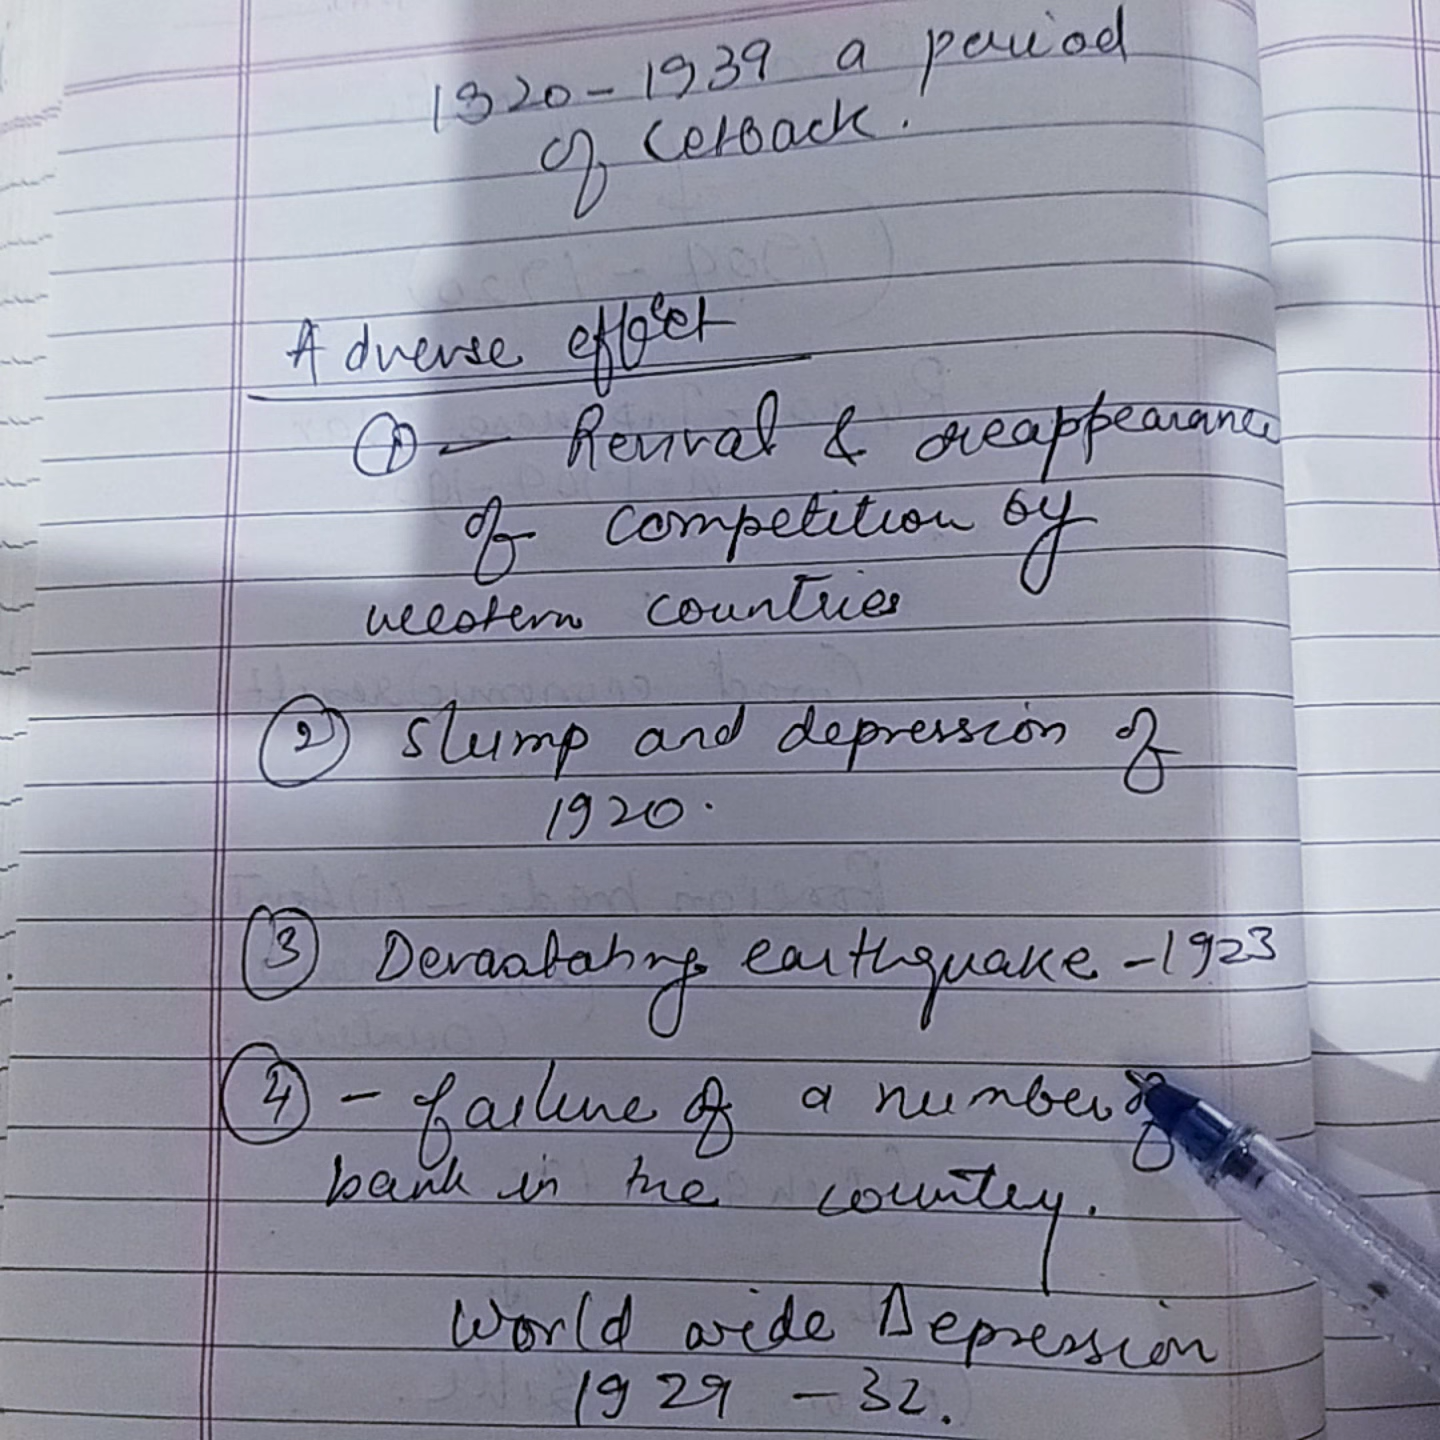 1920-1939 a period
of Setback.
Adverse effect
① - Revival & reappearance
of competition by
western countries
② Slump and depression of
1920.
③ Devastating earthquake -1923
④ - failure of a number of
bank in the country.
World wide Depression
1929 -32.